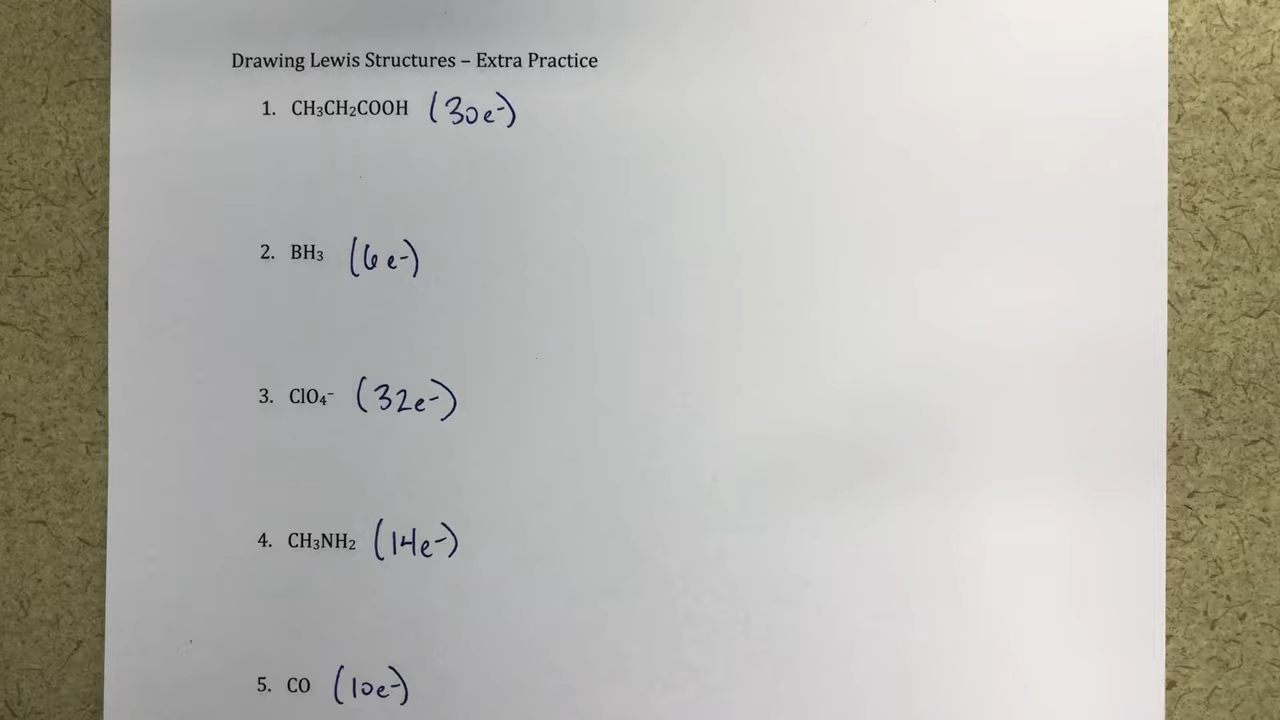 Drawing Lewis Structures – Extra Practice
1. CH₃CH₂COOH (30e-)
2. BH₃ (6e-)
3. ClO₄⁻ (32e-)
4. CH₃NH₂ (14e-)
5. CO (10e-)